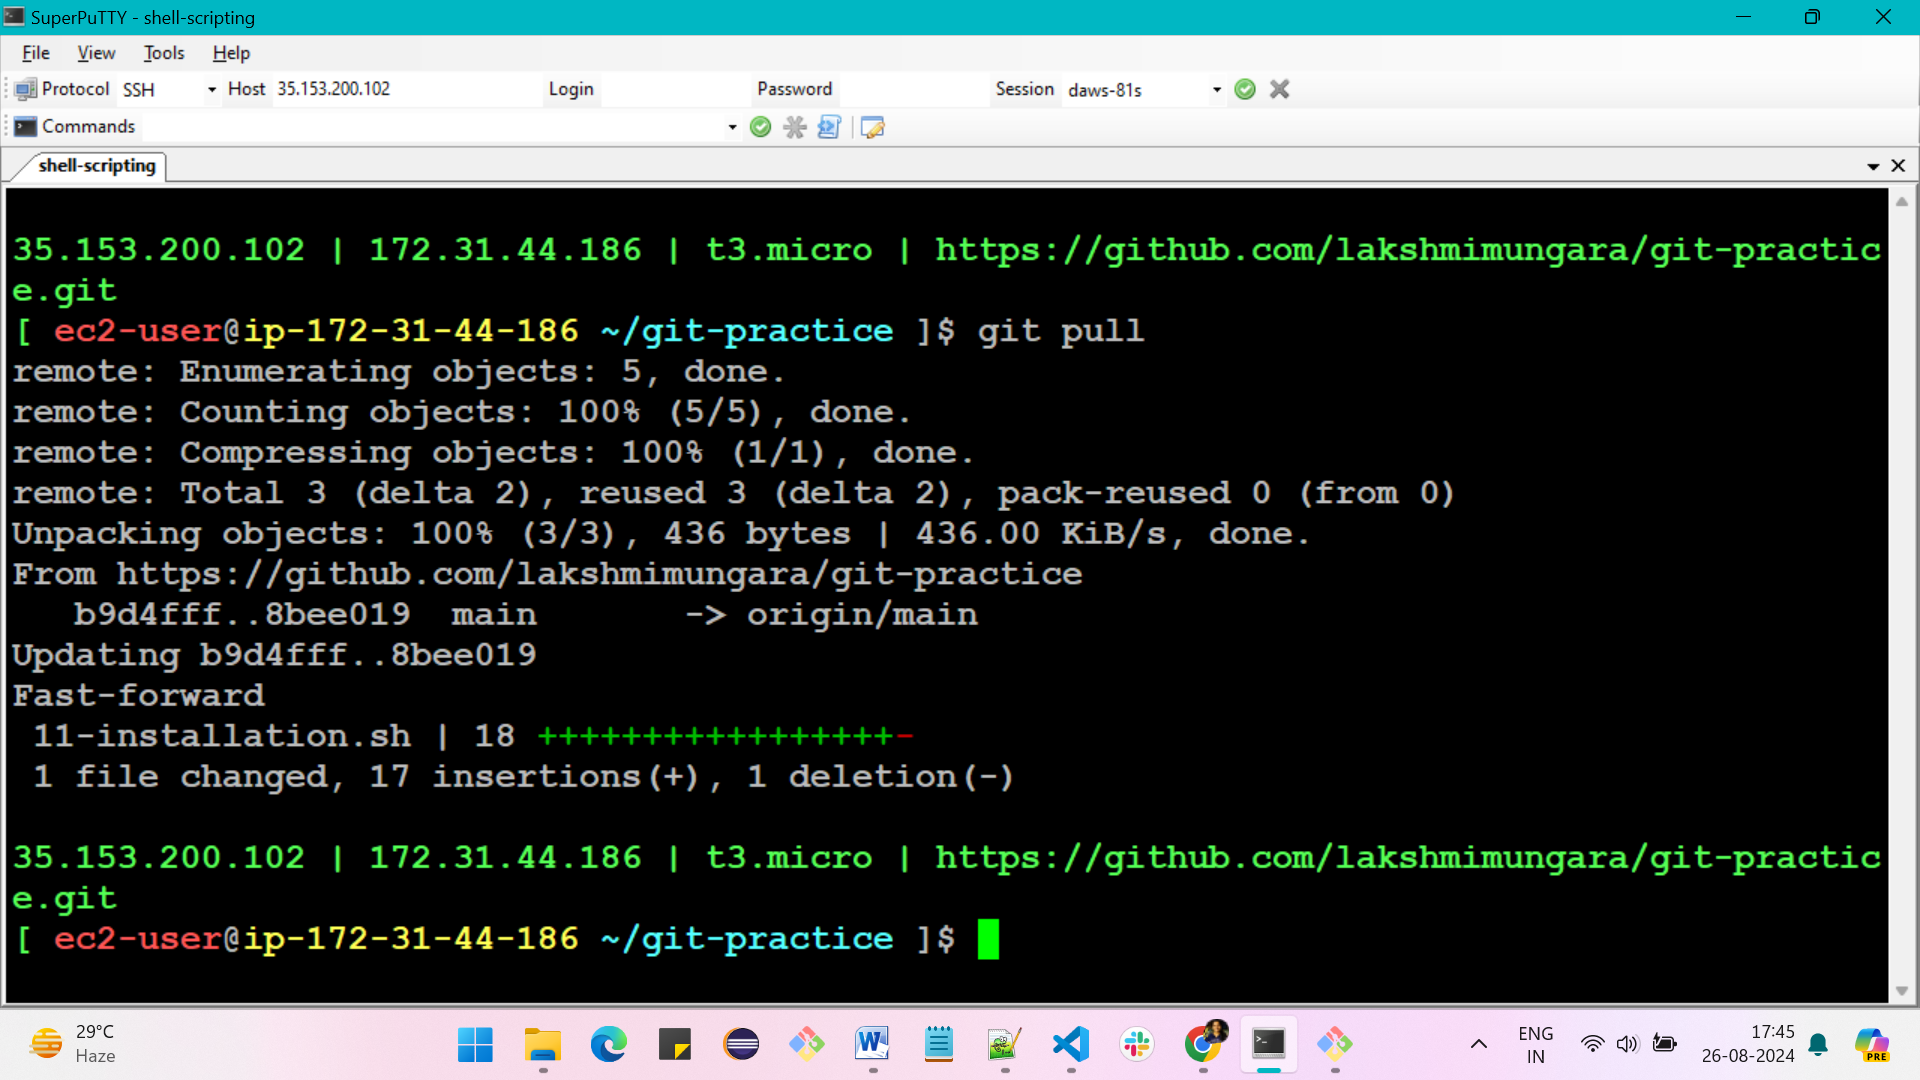 SuperPuTTY - shell-scripting
File View Tools Help
Protocol SSH Host 35.153.200.102 Login Password Session daws-81s
Commands
shell-scripting
35.153.200.102 | 172.31.44.186 | t3.micro | https://github.com/lakshmimungara/git-practic
e.git
[ ec2-user@ip-172-31-44-186 ~/git-practice ]$ git pull
remote: Enumerating objects: 5, done.
remote: Counting objects: 100% (5/5), done.
remote: Compressing objects: 100% (1/1), done.
remote: Total 3 (delta 2), reused 3 (delta 2), pack-reused 0 (from 0)
Unpacking objects: 100% (3/3), 436 bytes | 436.00 KiB/s, done.
From https://github.com/lakshmimungara/git-practice
b9d4fff..8bee019 main -> origin/main
Updating b9d4fff..8bee019
Fast-forward
11-installation.sh | 18 +++++++++++++++++-
1 file changed, 17 insertions(+), 1 deletion(-)
35.153.200.102 | 172.31.44.186 | t3.micro | https://github.com/lakshmimungara/git-practic
e.git
[ ec2-user@ip-172-31-44-186 ~/git-practice ]$
29°C
Haze
ENG
IN
17:45
26-08-2024
PRE